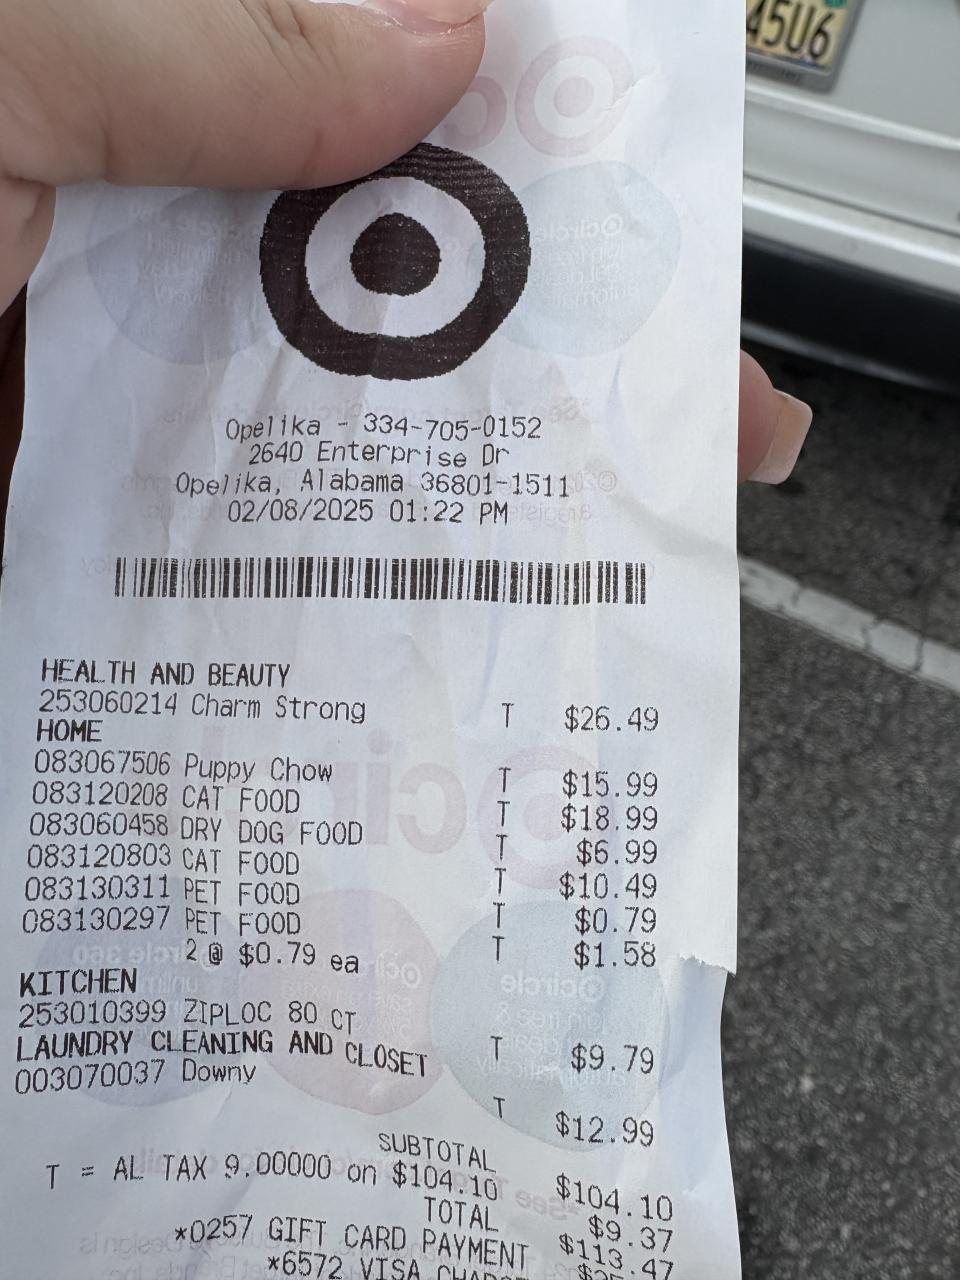 45U6
Opelika - 334-705-0152
2640 Enterprise Dr
Opelika, Alabama 36801-1511
02/08/2025 01:22 PM
HEALTH AND BEAUTY
253060214 Charm Strong T $26.49
HOME
083067506 Puppy Chow T $15.99
083120208 CAT FOOD T $18.99
083060458 DRY DOG FOOD T $6.99
083120803 CAT FOOD T $10.49
083130311 PET FOOD T $0.79
083130297 PET FOOD T $1.58
2 @ $0.79 ea
KITCHEN
253010399 ZIPLOC 80 CT T $9.79
LAUNDRY CLEANING AND CLOSET
003070037 Downy T $12.99
SUBTOTAL $104.10
T = AL TAX 9.00000 on $104.10 $9.37
TOTAL $113.47
*0257 GIFT CARD PAYMENT
*6572 VISA